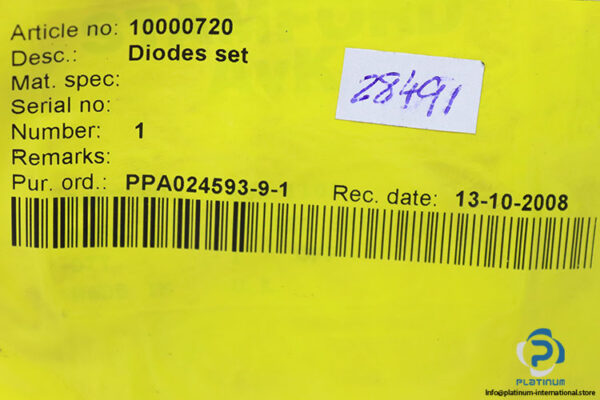 Article no: 10000720
Desc.: Diodes set
Mat. spec:
Serial no:
Number: 1
Remarks:
Pur. ord.: PPA024593-9-1 Rec. date: 13-10-2008
28491
PLATINUM
info@platinum-international.store